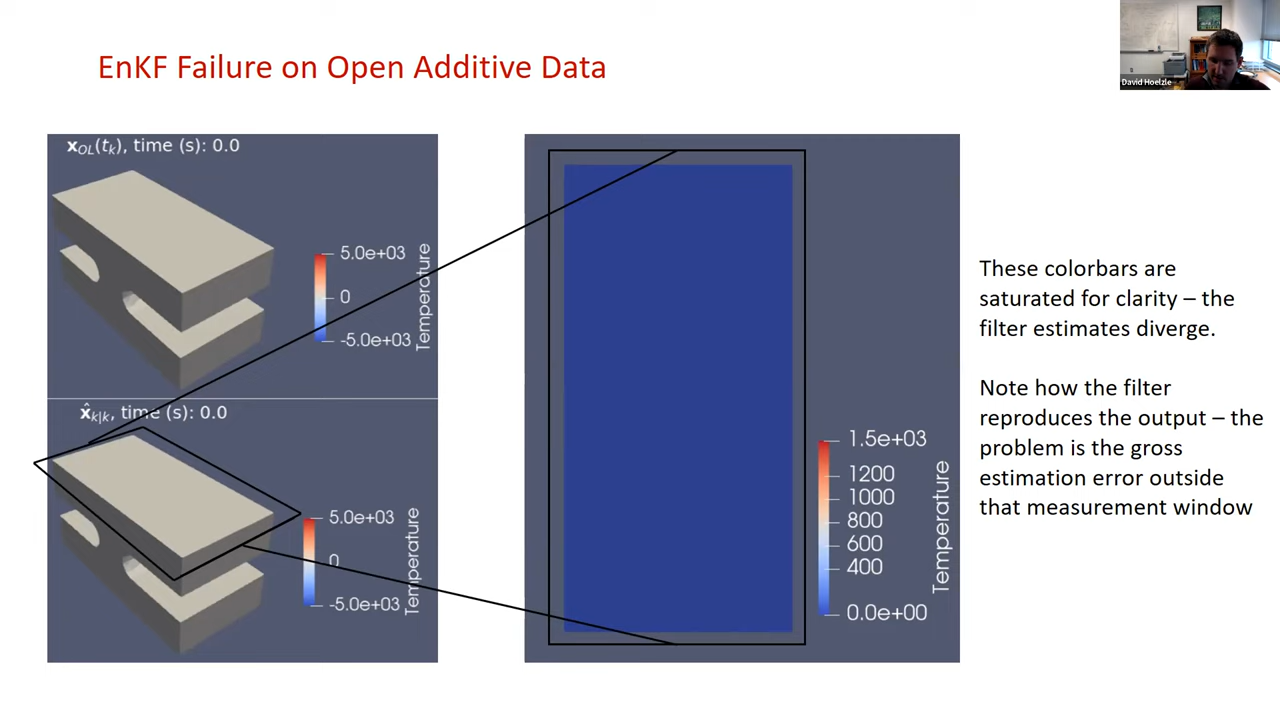 EnKF Failure on Open Additive Data
David Hoelzle
x_OL(t_k), time (s): 0.0
5.0e+03
0
-5.0e+03
Temperature
x̂_k|k, time (s): 0.0
5.0e+03
0
-5.0e+03
Temperature
1.5e+03
1200
1000
800
600
400
0.0e+00
Temperature
These colorbars are
saturated for clarity – the
filter estimates diverge.
Note how the filter
reproduces the output – the
problem is the gross
estimation error outside
that measurement window